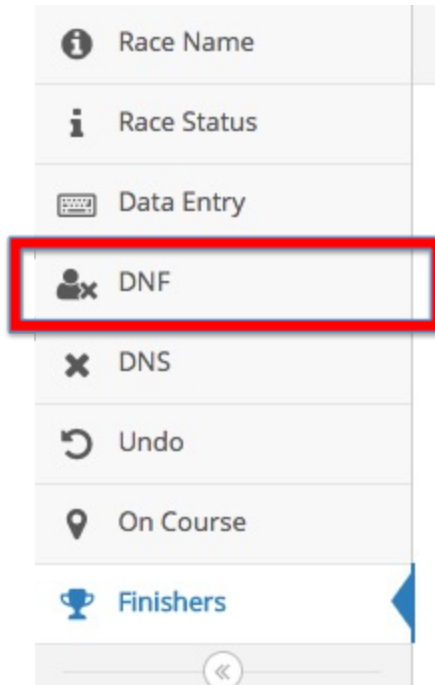 Race Name
Race Status
Data Entry
DNF
DNS
Undo
On Course
Finishers